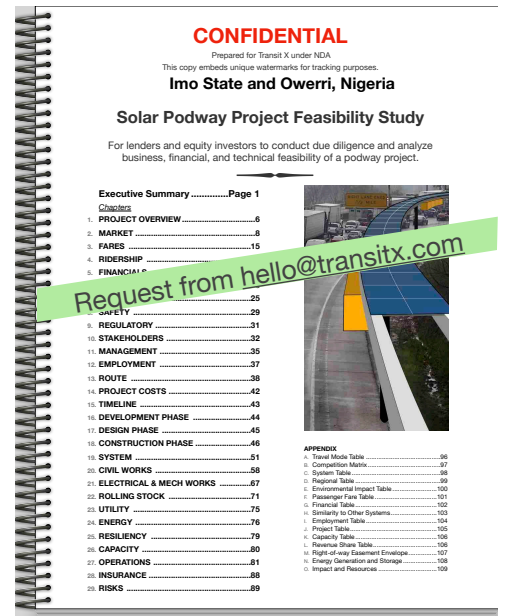 CONFIDENTIAL
Prepared for Transit X under NDA
This copy embeds unique watermarks for tracking purposes.
Imo State and Owerri, Nigeria
Solar Podway Project Feasibility Study
For lenders and equity investors to conduct due diligence and analyze
business, financial, and technical feasibility of a podway project.
Executive Summary ..............Page 1
Chapters
1. PROJECT OVERVIEW ..........................................6
2. MARKET ..........................................8
3. FARES ..........................................15
4. RIDERSHIP
5. FINANCIALS
Request from hello@transitx.com
25
8. SAFETY ..........................................29
9. REGULATORY ..........................................31
10. STAKEHOLDERS ..........................................32
11. MANAGEMENT ..........................................35
12. EMPLOYMENT ..........................................37
13. ROUTE ..........................................38
14. PROJECT COSTS ..........................................42
15. TIMELINE ..........................................43
16. DEVELOPMENT PHASE ..........................................44
17. DESIGN PHASE ..........................................45
18. CONSTRUCTION PHASE ..........................................46
19. SYSTEM ..........................................51
20. CIVIL WORKS ..........................................58
21. ELECTRICAL & MECH WORKS ..........................................67
22. ROLLING STOCK ..........................................71
23. UTILITY ..........................................75
24. ENERGY ..........................................76
25. RESILIENCY ..........................................79
26. CAPACITY ..........................................80
27. OPERATIONS ..........................................81
28. INSURANCE ..........................................88
29. RISKS ..........................................89
APPENDIX
A. Travel Mode Table ..........................................96
B. Competition Matrix ..........................................97
C. System Table ..........................................98
D. Regional Table ..........................................99
E. Environmental Impact Table ..........................................100
F. Passenger Fare Table ..........................................101
G. Financial Table ..........................................102
H. Similarity to Other Systems ..........................................103
I. Employment Table ..........................................104
J. Project Table ..........................................105
K. Capacity Table ..........................................106
L. Revenue Share Table ..........................................106
M. Right-of-way Easement Envelope ..........................................107
N. Energy Generation and Storage ..........................................108
O. Impact and Resources ..........................................109